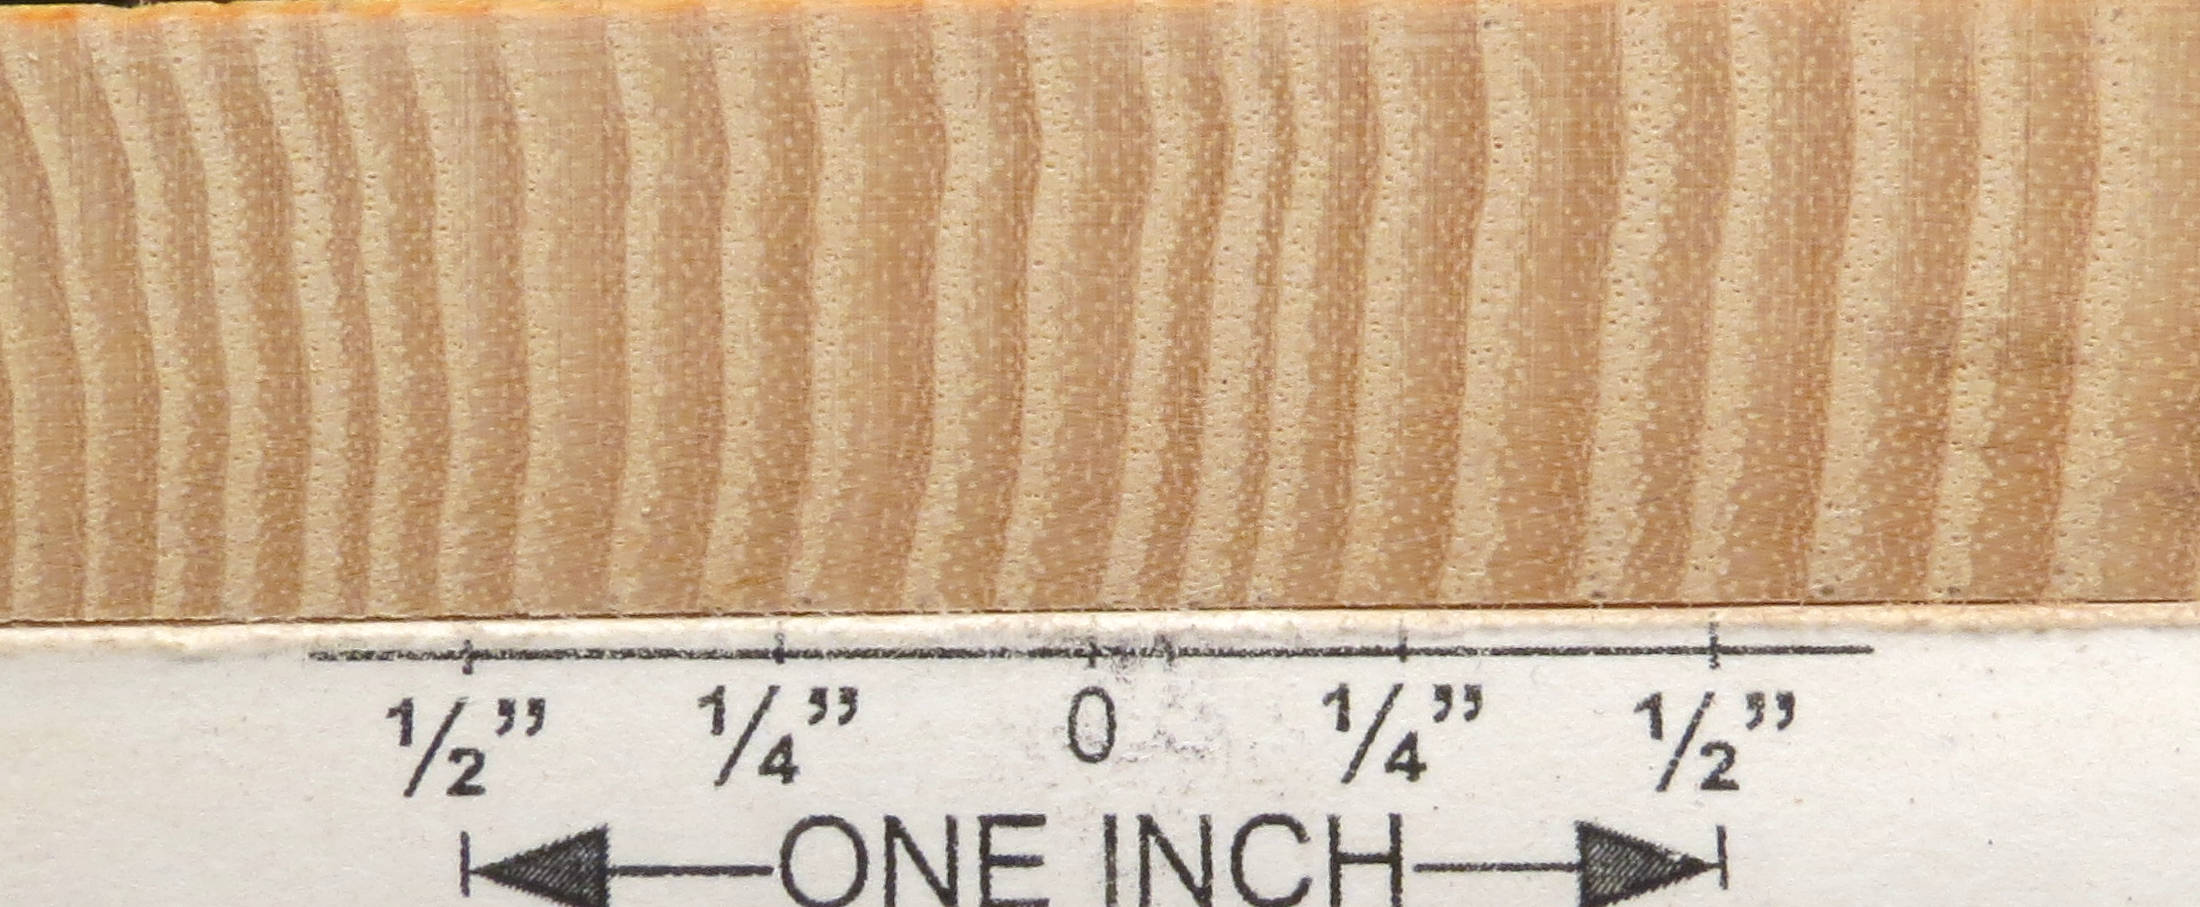 1/2” 1/4” 0 1/4” 1/2”
ONE INCH